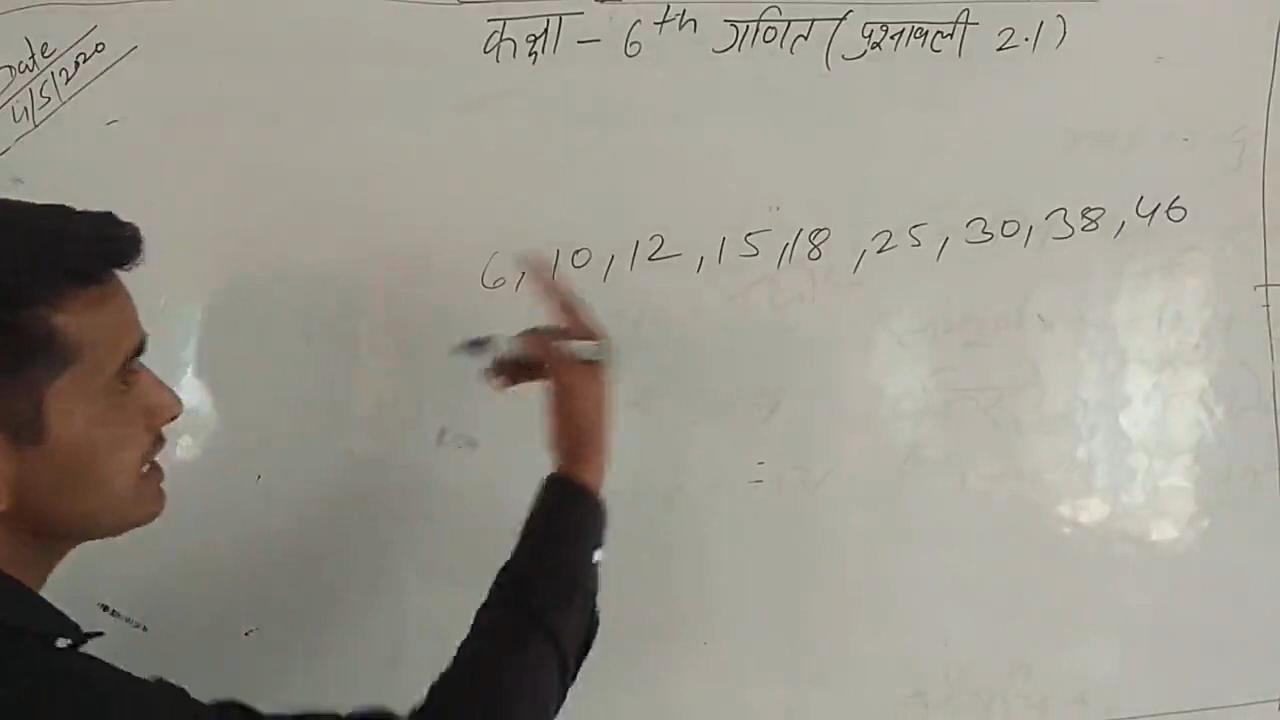 Date
4/5/2020
कक्षा - 6th गणित (प्रश्नावली 2.1)
6, 10, 12, 15, 18, 25, 30, 38, 46
=